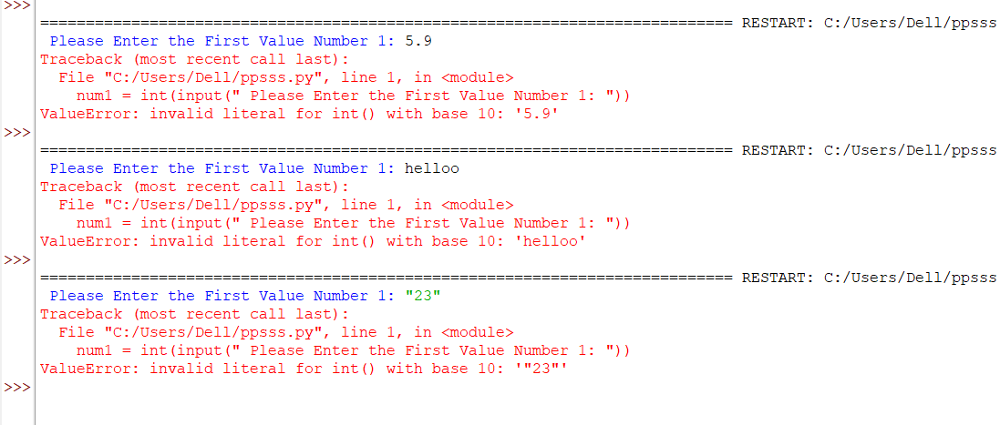 >>>
============================================================================ RESTART: C:/Users/Dell/ppsss
 Please Enter the First Value Number 1: 5.9
Traceback (most recent call last):
  File "C:/Users/Dell/ppsss.py", line 1, in <module>
    num1 = int(input(" Please Enter the First Value Number 1: "))
ValueError: invalid literal for int() with base 10: '5.9'
>>>
============================================================================ RESTART: C:/Users/Dell/ppsss
 Please Enter the First Value Number 1: helloo
Traceback (most recent call last):
  File "C:/Users/Dell/ppsss.py", line 1, in <module>
    num1 = int(input(" Please Enter the First Value Number 1: "))
ValueError: invalid literal for int() with base 10: 'helloo'
>>>
============================================================================ RESTART: C:/Users/Dell/ppsss
 Please Enter the First Value Number 1: "23"
Traceback (most recent call last):
  File "C:/Users/Dell/ppsss.py", line 1, in <module>
    num1 = int(input(" Please Enter the First Value Number 1: "))
ValueError: invalid literal for int() with base 10: '"23"'
>>>